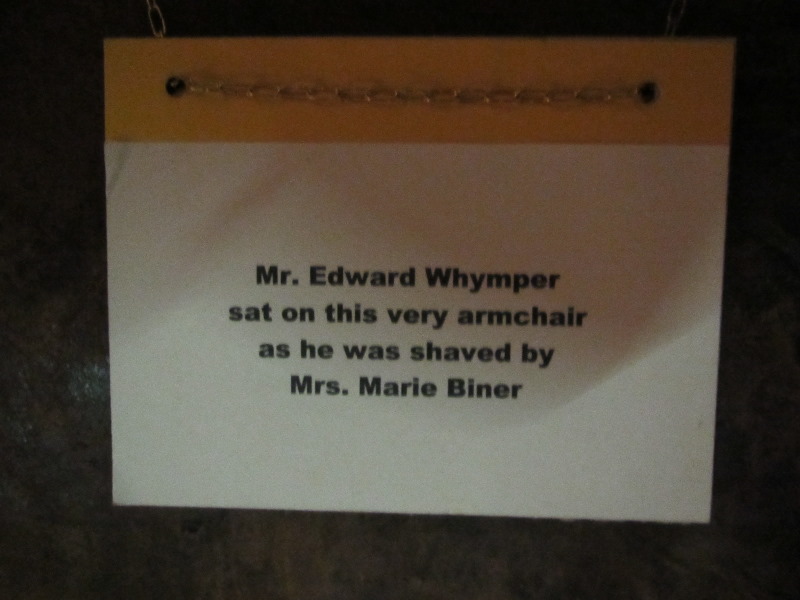 Mr. Edward Whymper
sat on this very armchair
as he was shaved by
Mrs. Marie Biner